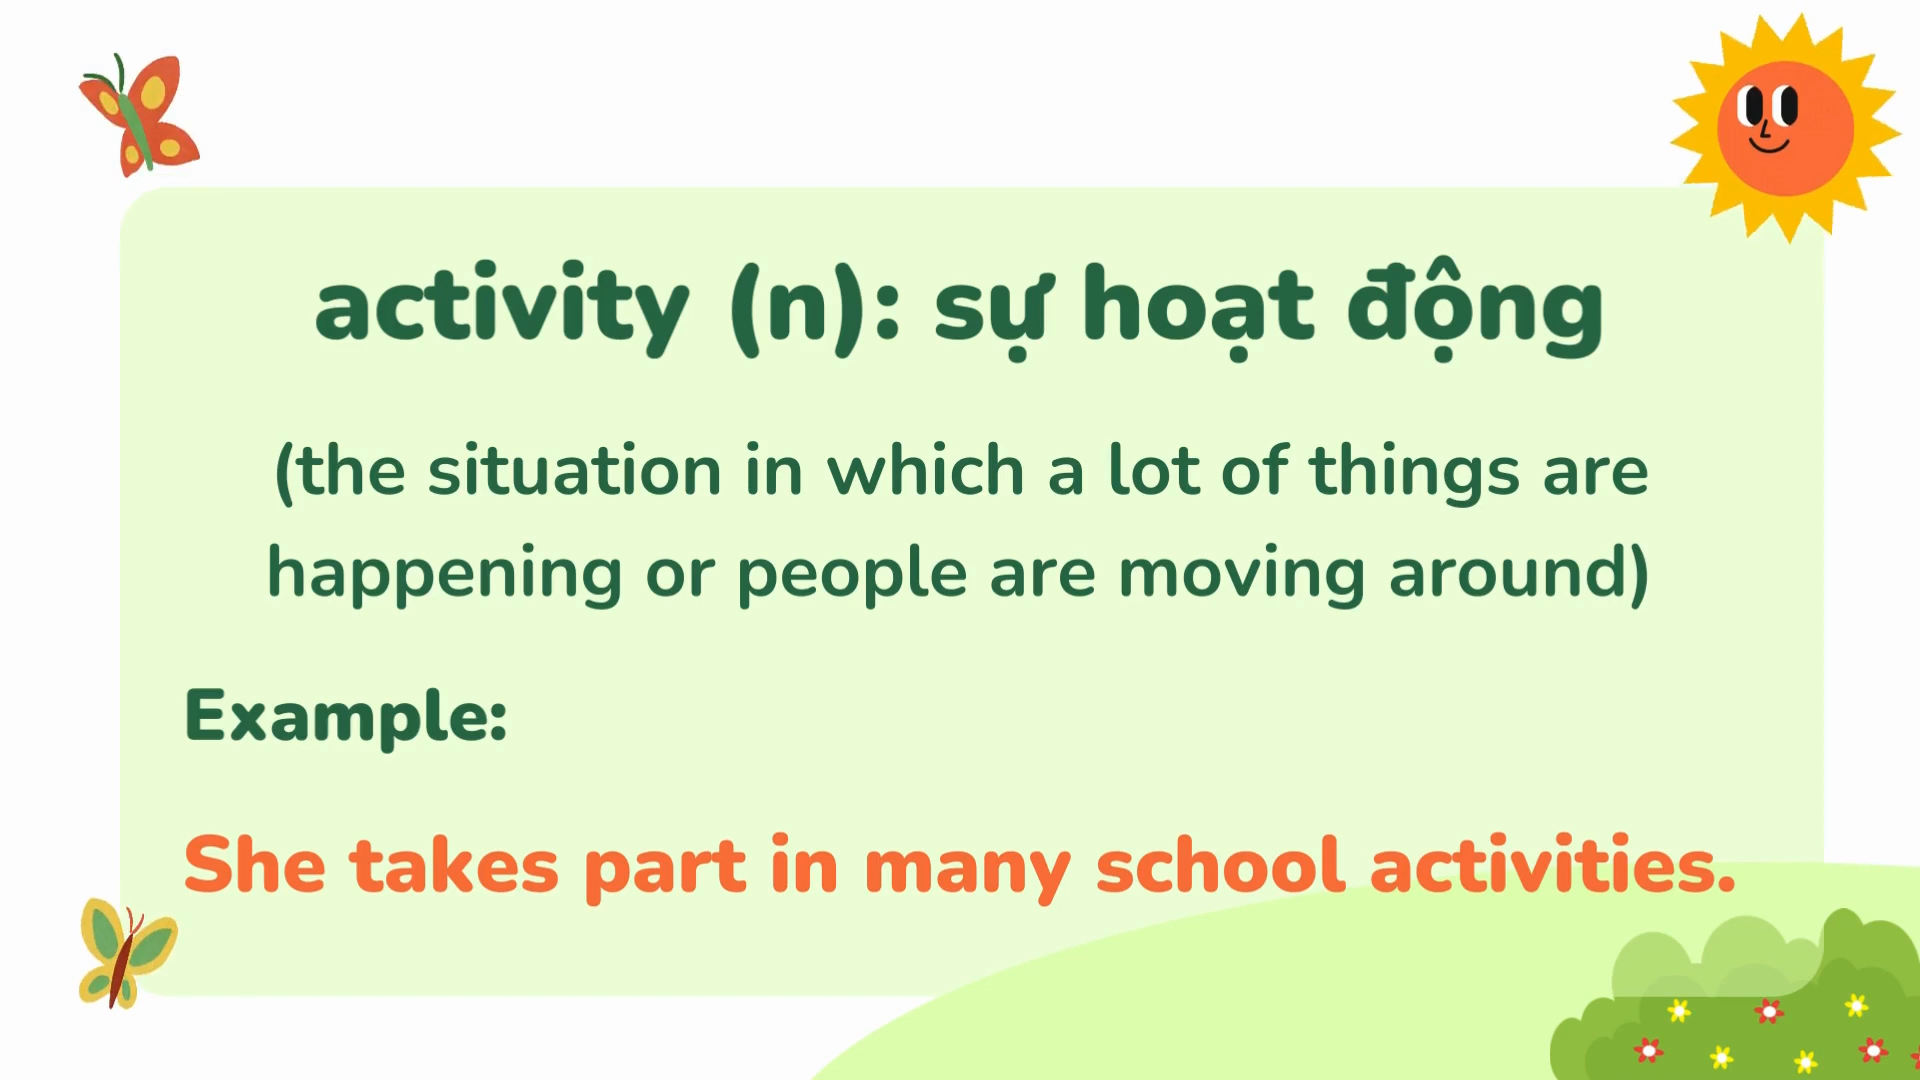 activity (n): sự hoạt động
(the situation in which a lot of things are
happening or people are moving around)
Example:
She takes part in many school activities.